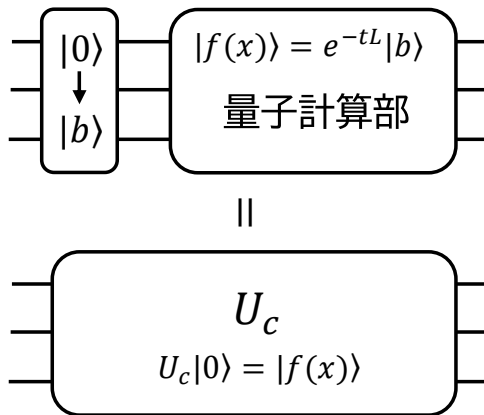 |0⟩
↓
|b⟩
|f(x)⟩ = e^{-tL}|b⟩
量子計算部
=
U_c
U_c|0⟩ = |f(x)⟩